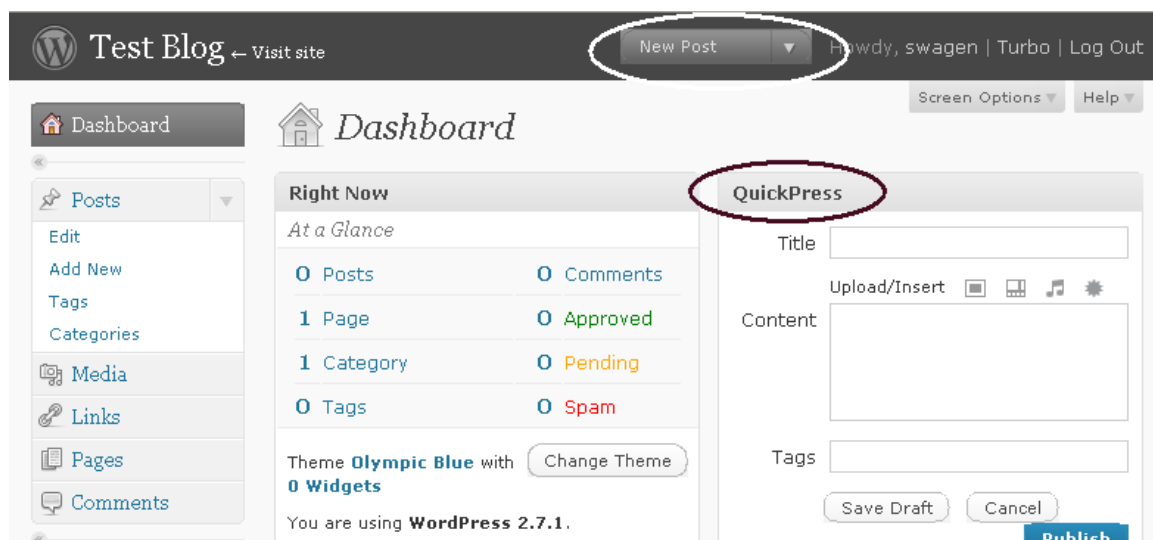 Test Blog ← Visit site
New Post
Howdy, swagen | Turbo | Log Out
Screen Options
Help
Dashboard
Posts
Edit
Add New
Tags
Categories
Media
Links
Pages
Comments
Dashboard
Right Now
At a Glance
0 Posts 0 Comments
1 Page 0 Approved
1 Category 0 Pending
0 Tags 0 Spam
Theme Olympic Blue with
0 Widgets
Change Theme
You are using WordPress 2.7.1.
QuickPress
Title
Upload/Insert
Content
Tags
Save Draft
Cancel
Publish